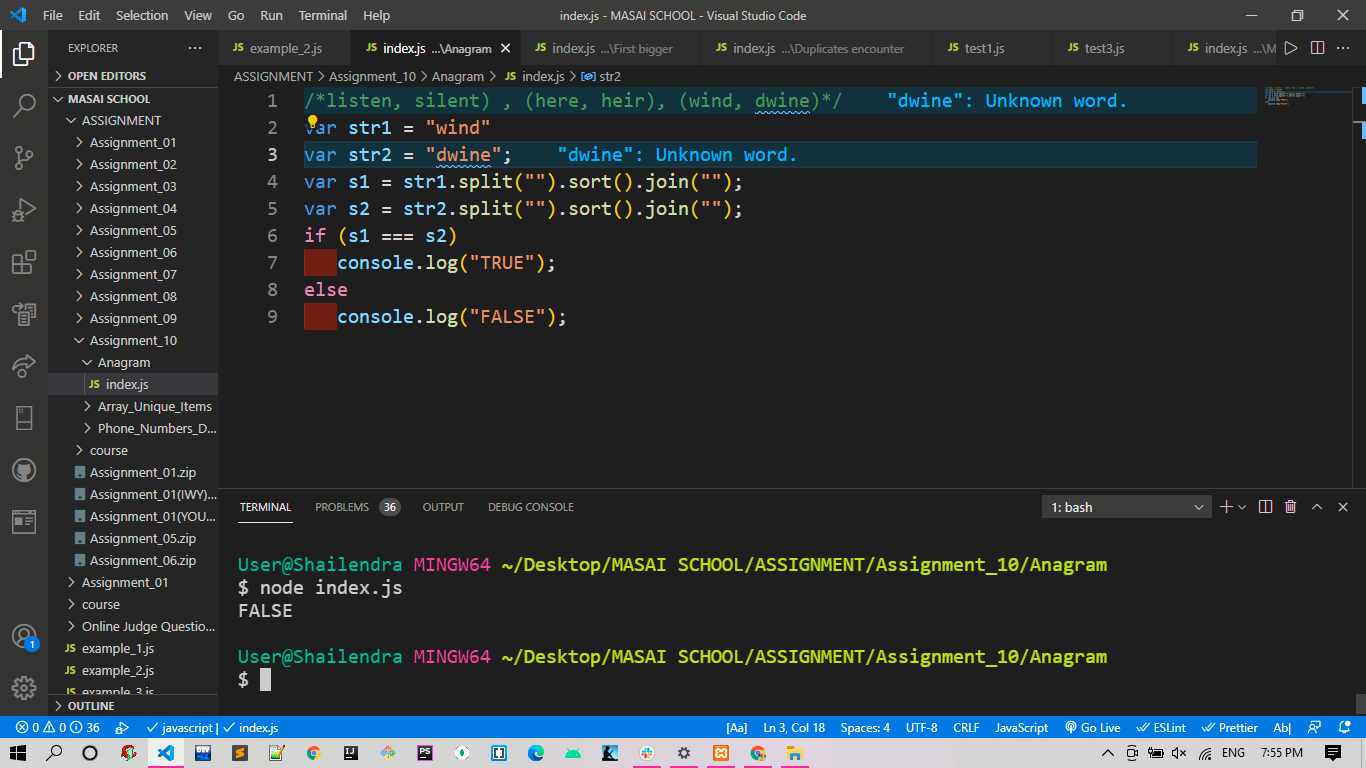 File Edit Selection View Go Run Terminal Help index.js - MASAI SCHOOL - Visual Studio Code
EXPLORER ···
OPEN EDITORS
MASAI SCHOOL
ASSIGNMENT
Assignment_01
Assignment_02
Assignment_03
Assignment_04
Assignment_05
Assignment_06
Assignment_07
Assignment_08
Assignment_09
Assignment_10
Anagram
JS index.js
Array_Unique_Items
Phone_Numbers_D...
course
Assignment_01.zip
Assignment_01(IWY)...
Assignment_01(YOU...
Assignment_05.zip
Assignment_06.zip
Assignment_01
course
Online Judge Questio...
JS example_1.js
JS example_2.js
JS example_3.js
OUTLINE
1
JS example_2.js JS index.js ...\Anagram JS index.js ...\First bigger JS index.js ...\Duplicates encounter JS test1.js JS test3.js JS index.js ...\M ···
ASSIGNMENT > Assignment_10 > Anagram > JS index.js > str2
1 /*listen, silent) , (here, heir), (wind, dwine)*/ "dwine": Unknown word.
2 var str1 = "wind"
3 var str2 = "dwine"; "dwine": Unknown word.
4 var s1 = str1.split("").sort().join("");
5 var s2 = str2.split("").sort().join("");
6 if (s1 === s2)
7 console.log("TRUE");
8 else
9 console.log("FALSE");
TERMINAL PROBLEMS 36 OUTPUT DEBUG CONSOLE 1: bash
User@Shailendra MINGW64 ~/Desktop/MASAI SCHOOL/ASSIGNMENT/Assignment_10/Anagram
$ node index.js
FALSE
User@Shailendra MINGW64 ~/Desktop/MASAI SCHOOL/ASSIGNMENT/Assignment_10/Anagram
$
0 0 36 javascript | index.js [Aa] Ln 3, Col 18 Spaces: 4 UTF-8 CRLF JavaScript Go Live ESLint Prettier Ab|
DEV IJ PS ENG 7:55 PM